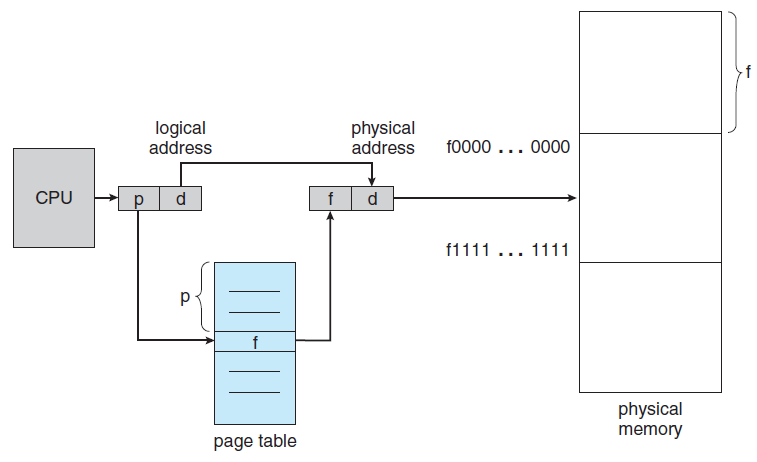 f
logical
address
physical
address
f0000 ... 0000
CPU
p
d
f
d
f1111 ... 1111
p
f
page table
physical
memory